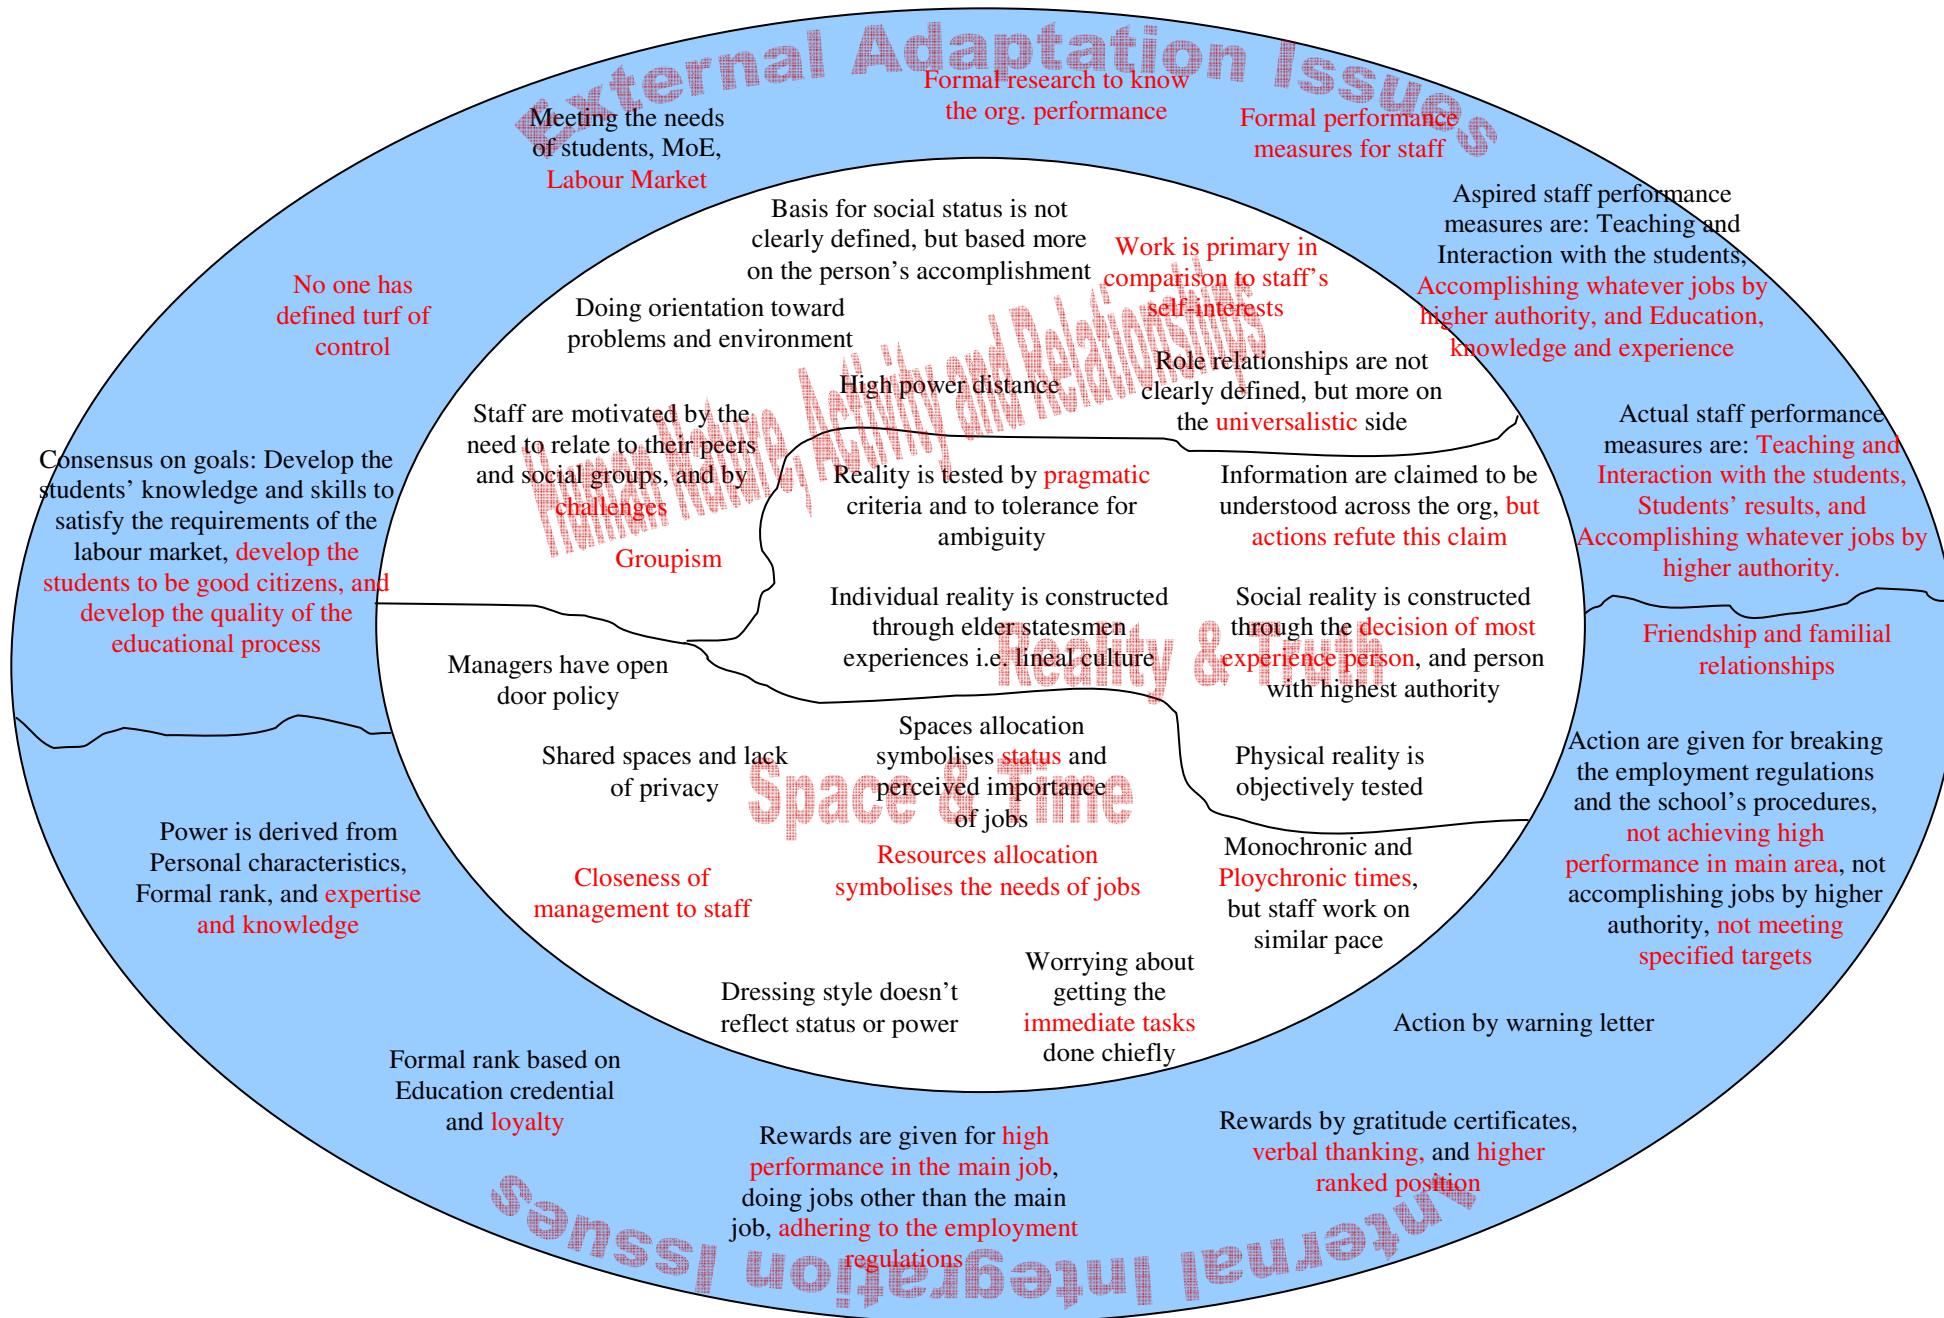 External Adaptation Issues
Formal research to know
the org. performance
Meeting the needs
of students, MoE,
Labour Market
Formal performance
measures for staff
Aspired staff performance
measures are: Teaching and
Interaction with the students,
Accomplishing whatever jobs by
higher authority, and Education,
knowledge and experience
No one has
defined turf of
control
Consensus on goals: Develop the
students’ knowledge and skills to
satisfy the requirements of the
labour market, develop the
students to be good citizens, and
develop the quality of the
educational process
Actual staff performance
measures are: Teaching and
Interaction with the students,
Students’ results, and
Accomplishing whatever jobs by
higher authority.
Human Nature, Activity and Relationships
Basis for social status is not
clearly defined, but based more
on the person’s accomplishment
Work is primary in
comparison to staff’s
self-interests
Doing orientation toward
problems and environment
High power distance
Role relationships are not
clearly defined, but more on
the universalistic side
Staff are motivated by the
need to relate to their peers
and social groups, and by
challenges
Groupism
Reality is tested by pragmatic
criteria and to tolerance for
ambiguity
Information are claimed to be
understood across the org, but
actions refute this claim
Individual reality is constructed
through elder statesmen
experiences i.e. lineal culture
Social reality is constructed
through the decision of most
experience person, and person
with highest authority
Reality & Truth
Physical reality is
objectively tested
Managers have open
door policy
Shared spaces and lack
of privacy
Spaces allocation
symbolises status and
perceived importance
of jobs
Space & Time
Resources allocation
symbolises the needs of jobs
Closeness of
management to staff
Monochronic and
Ploychronic times,
but staff work on
similar pace
Dressing style doesn’t
reflect status or power
Worrying about
getting the
immediate tasks
done chiefly
Friendship and familial
relationships
Action are given for breaking
the employment regulations
and the school’s procedures,
not achieving high
performance in main area, not
accomplishing jobs by higher
authority, not meeting
specified targets
Power is derived from
Personal characteristics,
Formal rank, and expertise
and knowledge
Action by warning letter
Formal rank based on
Education credential
and loyalty
Rewards are given for high
performance in the main job,
doing jobs other than the main
job, adhering to the employment
regulations
Rewards by gratitude certificates,
verbal thanking, and higher
ranked position
Internal Integration Issues